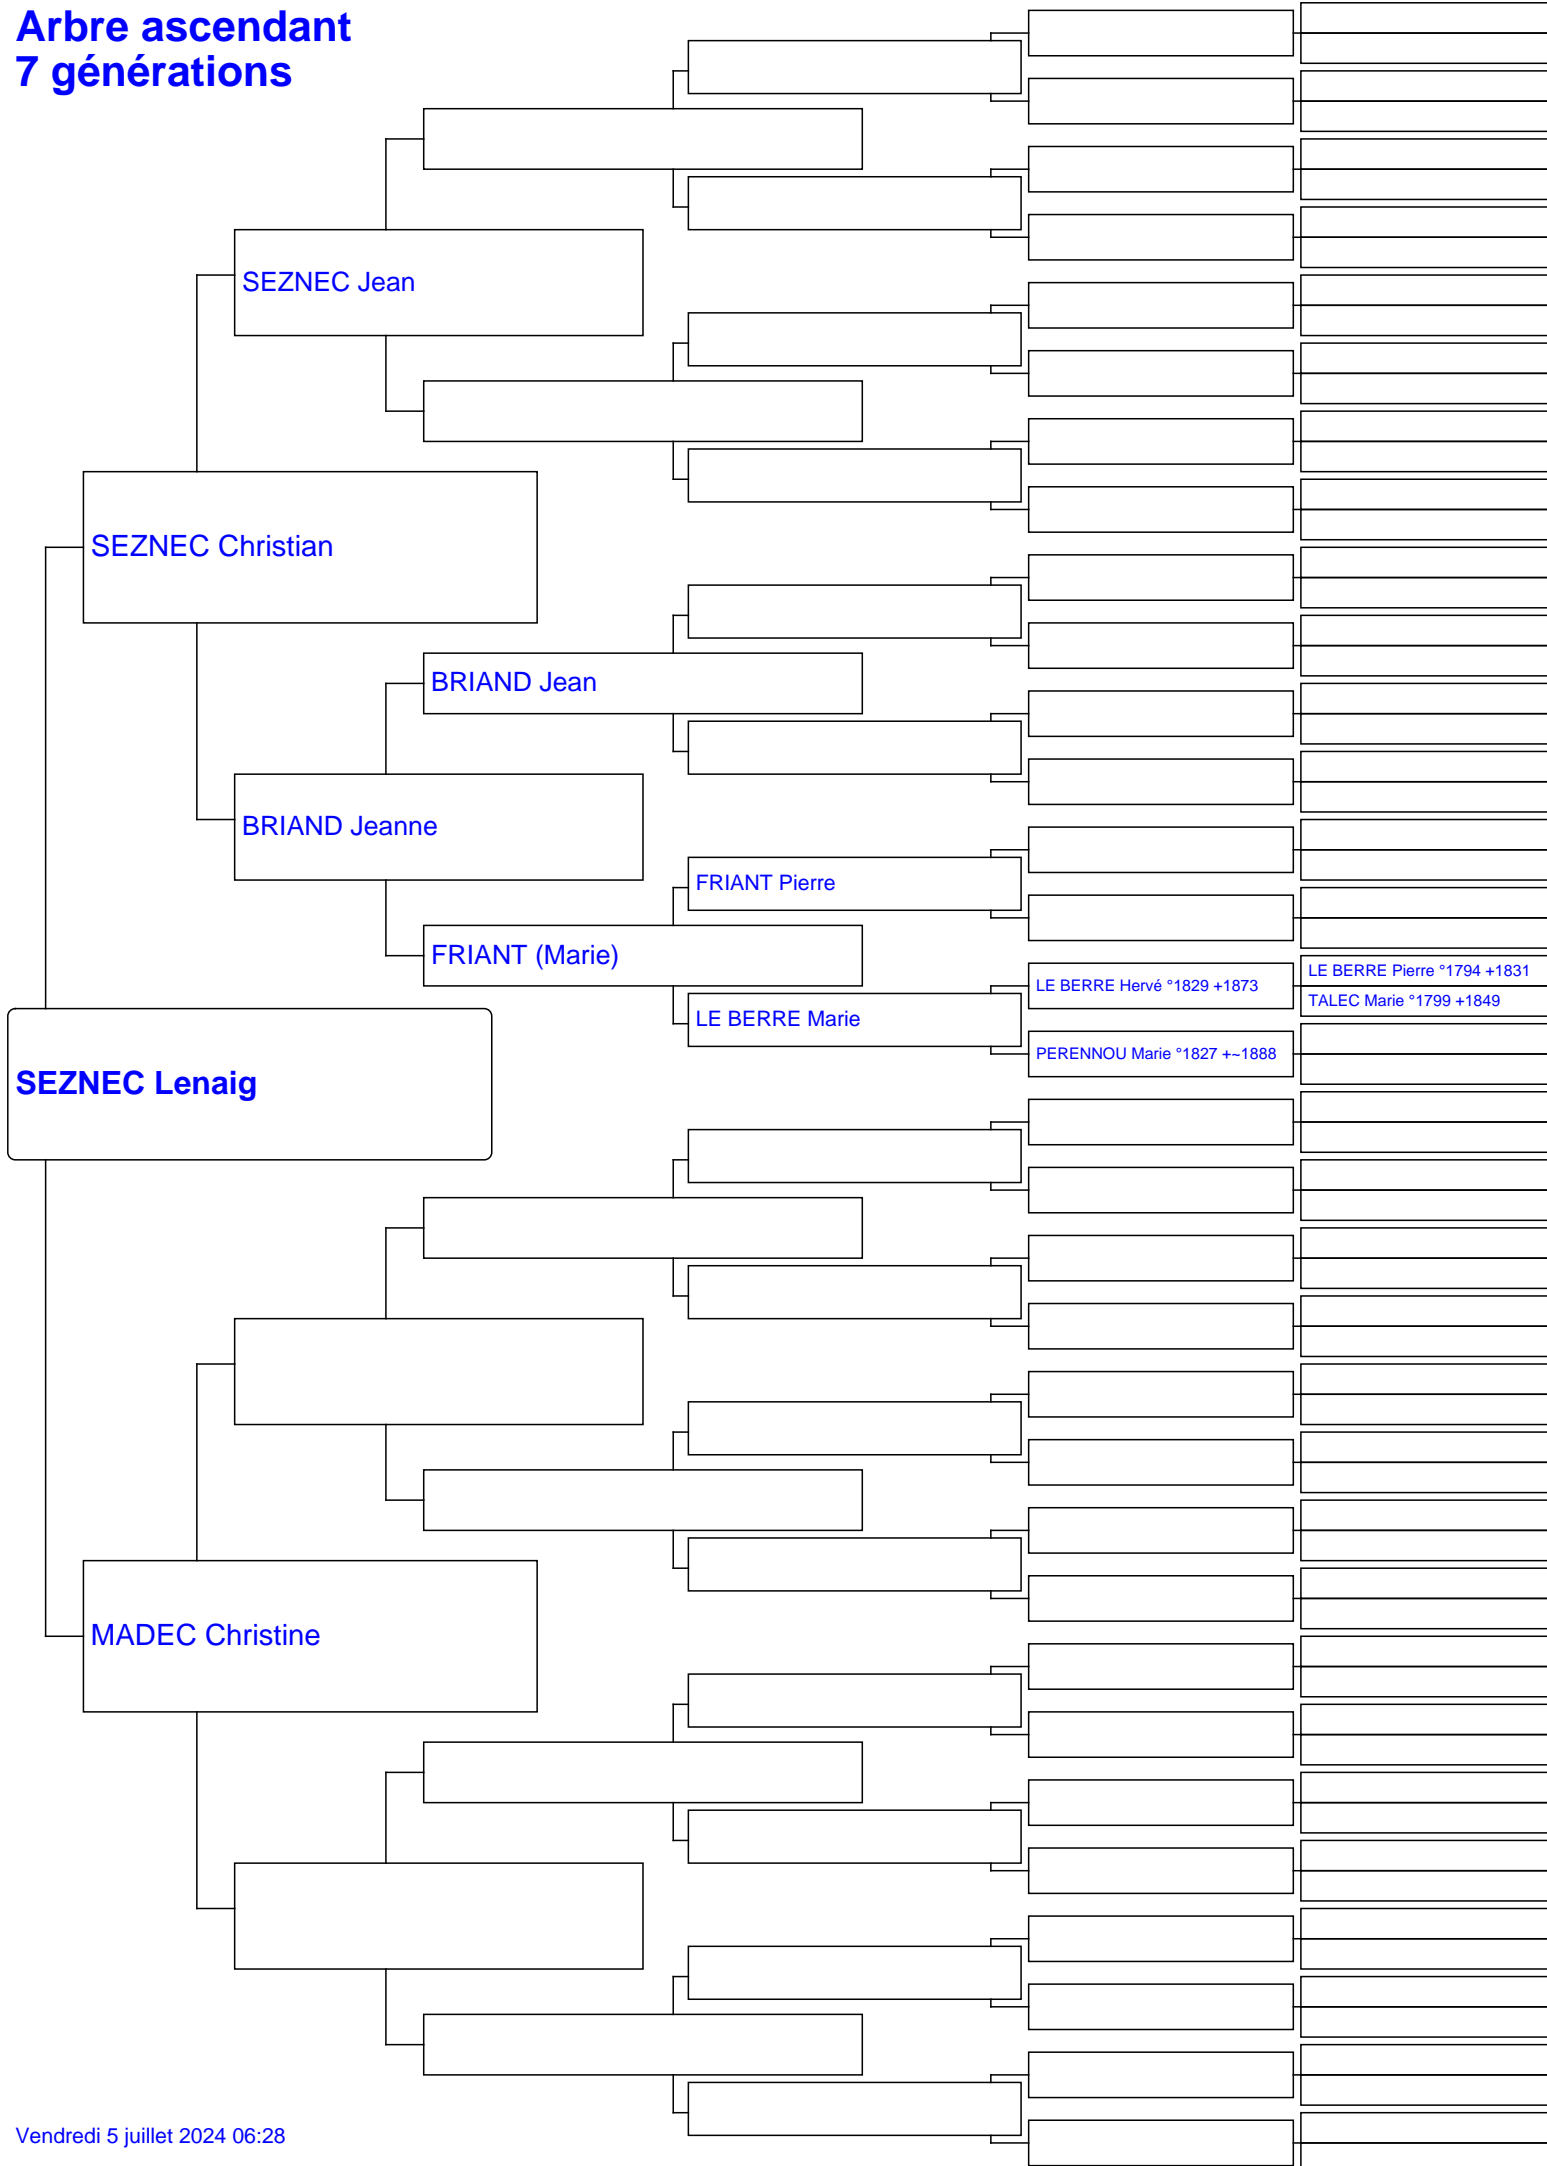 Arbre ascendant
7 générations
SEZNEC Jean
SEZNEC Christian
BRIAND Jean
BRIAND Jeanne
FRIANT Pierre
FRIANT (Marie)
LE BERRE Pierre °1794 +1831
LE BERRE Hervé °1829 +1873
TALEC Marie °1799 +1849
LE BERRE Marie
PERENNOU Marie °1827 +~1888
SEZNEC Lenaig
MADEC Christine
Vendredi 5 juillet 2024 06:28